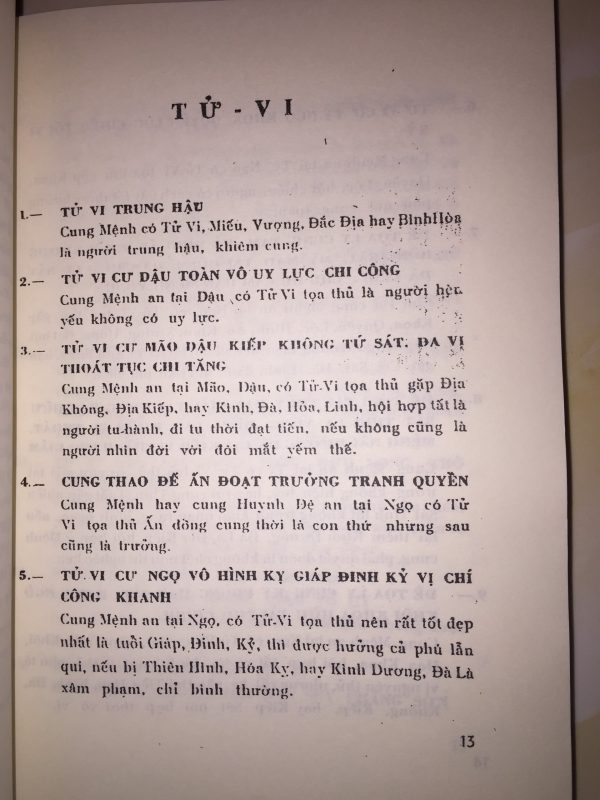 TỬ - VI
1.— TỬ VI TRUNG HẬU
Cung Mệnh có Tử Vi, Miếu, Vượng, Đắc Địa hay Bình Hòa
là người trung hậu, khiêm cung.
2.— TỬ VI CƯ DẬU TOÀN VÔ UY LỰC CHI CÔNG
Cung Mệnh an tại Dậu có Tử Vi tọa thủ là người hèn
yếu không có uy lực.
3.— TỬ VI CƯ MÃO DẬU KIẾP KHÔNG TỨ SÁT, ĐA VI
THOÁT TỤC CHI TĂNG
Cung Mệnh an tại Mão, Dậu, có Tử-Vi tọa thủ gặp Địa
Không, Địa Kiếp, hay Kình, Đà, Hỏa, Linh, hội hợp tất là
người tu-hành, đi tu thời đạt tiến, nếu không cũng là
người nhìn đời với đôi mắt yếm thế.
4.— CUNG THAO ĐẾ ẤN ĐOẠT TRƯỞNG TRANH QUYỀN
Cung Mệnh hay cung Huynh Đệ an tại Ngọ có Tử
Vi tọa thủ Ấn đồng cung thời là con thứ nhưng sau
cũng là trưởng.
5.— TỬ VI CƯ NGỌ VÔ HÌNH KỴ GIÁP ĐINH KỶ VỊ CHÍ
CÔNG KHANH
Cung Mệnh an tại Ngọ, có Tử-Vi tọa thủ nên rất tốt đẹp
nhất là tuổi Giáp, Đinh, Kỷ, thì được hưởng cả phú lẫn
quí, nếu bị Thiên Hình, Hóa Kỵ, hay Kình Dương, Đà La
xâm phạm, chỉ bình thường.
13